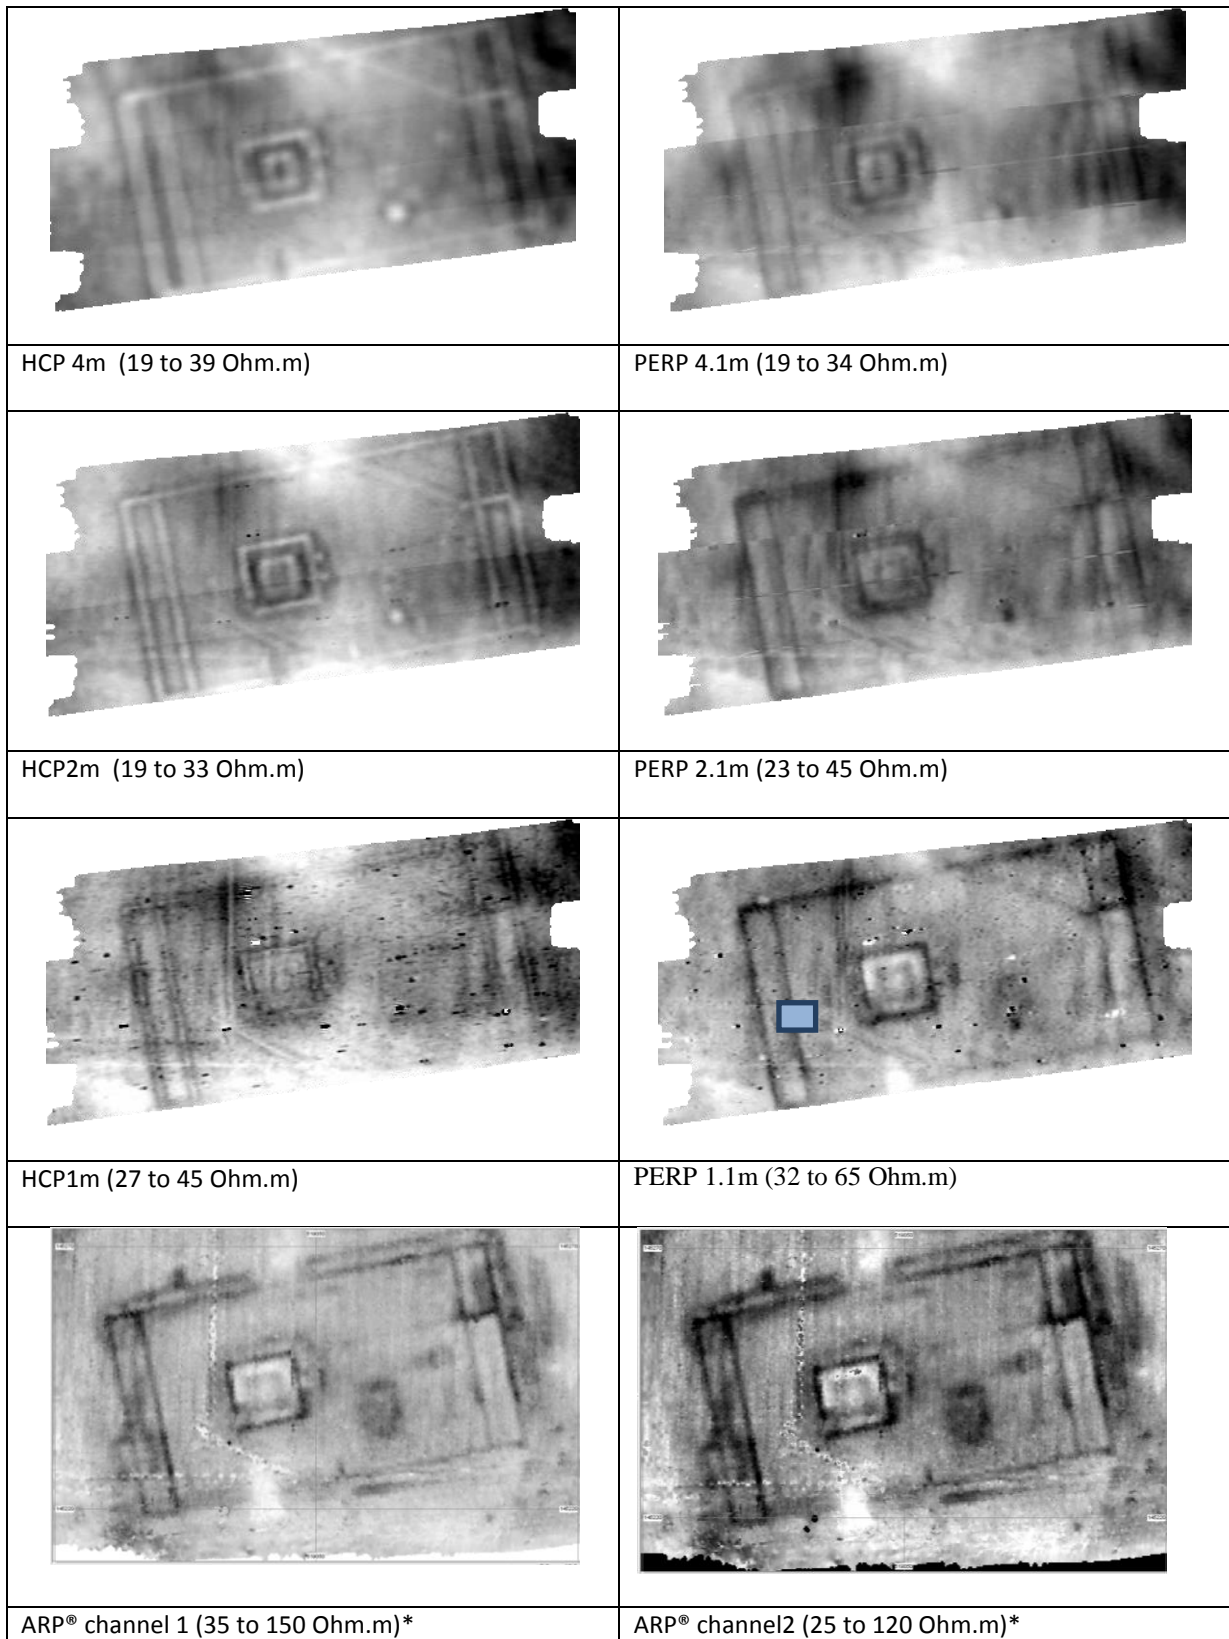 HCP 4m (19 to 39 Ohm.m)
PERP 4.1m (19 to 34 Ohm.m)
HCP2m (19 to 33 Ohm.m)
PERP 2.1m (23 to 45 Ohm.m)
HCP1m (27 to 45 Ohm.m)
PERP 1.1m (32 to 65 Ohm.m)
ARP® channel 1 (35 to 150 Ohm.m)*
ARP® channel2 (25 to 120 Ohm.m)*